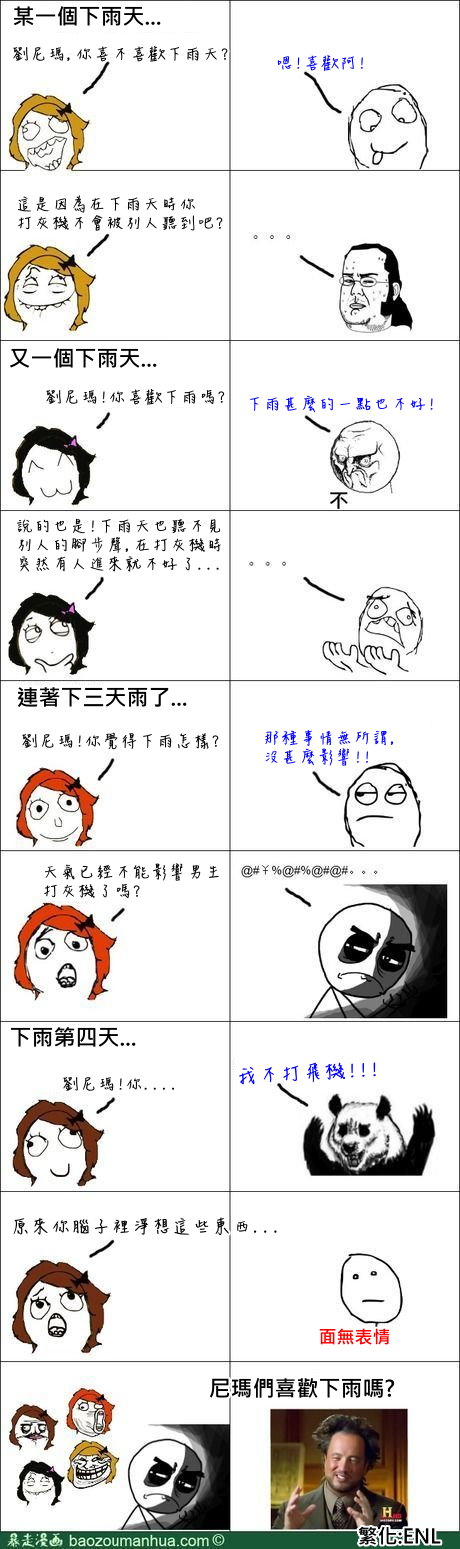 某一個下雨天...
劉尼瑪,你喜不喜歡下雨天?
嗯!喜歡阿!
這是因為在下雨天時你
打灰機不會被別人聽到吧?
。。。
又一個下雨天...
劉尼瑪!你喜歡下雨嗎?
下雨甚麼的一點也不好!
不
說的也是!下雨天也聽不見
別人的腳步聲,在打灰機時
突然有人進來就不好了...
。。。
連著下三天雨了...
劉尼瑪!你覺得下雨怎樣?
那種事情無所謂,
沒甚麼影響!!
天氣已經不能影響男生
打灰機了嗎?
@#￥%@#%@#@#。。。
下雨第四天...
劉尼瑪!你....
我不打飛機!!!
原來你腦子裡淨想這些東西...
面無表情
尼瑪們喜歡下雨嗎?
H
暴走漫画 baozoumanhua.com ©
繁化:ENL